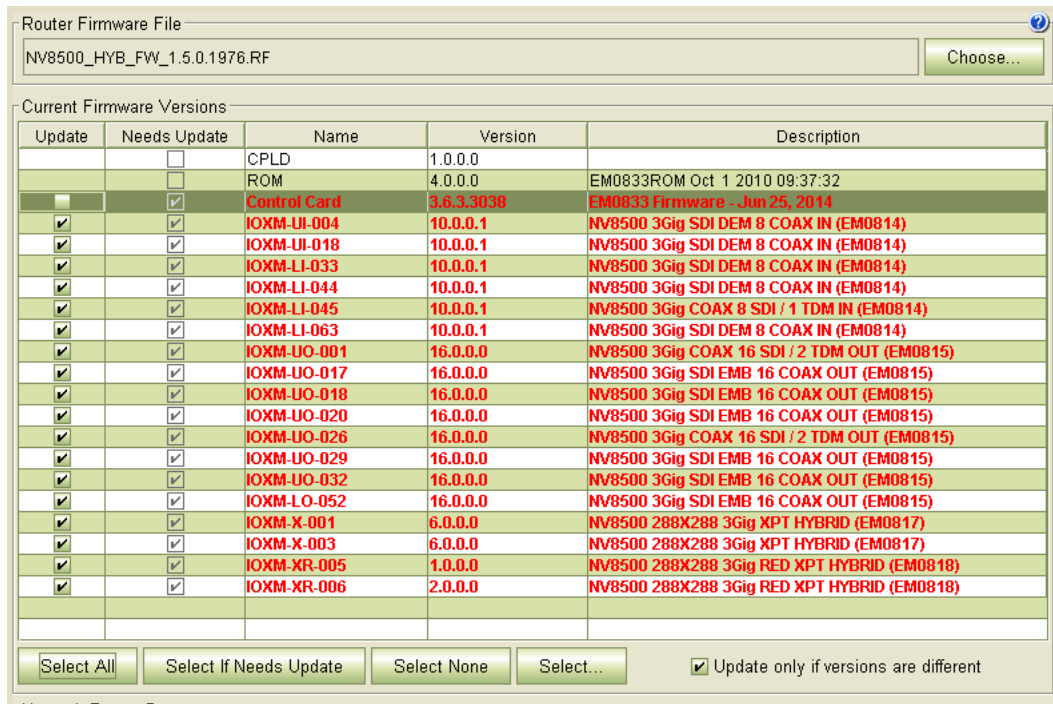 Router Firmware File
NV8500_HYB_FW_1.5.0.1976.RF
Choose...
Current Firmware Versions
Update Needs Update Name Version Description
CPLD 1.0.0.0
ROM 4.0.0.0 EM0833ROM Oct 1 2010 09:37:32
Control Card 3.6.3.3038 EM0833 Firmware - Jun 25, 2014
IOXM-UI-004 10.0.0.1 NV8500 3Gig SDI DEM 8 COAX IN (EM0814)
IOXM-UI-018 10.0.0.1 NV8500 3Gig SDI DEM 8 COAX IN (EM0814)
IOXM-LI-033 10.0.0.1 NV8500 3Gig SDI DEM 8 COAX IN (EM0814)
IOXM-LI-044 10.0.0.1 NV8500 3Gig SDI DEM 8 COAX IN (EM0814)
IOXM-LI-045 10.0.0.1 NV8500 3Gig COAX 8 SDI / 1 TDM IN (EM0814)
IOXM-LI-063 10.0.0.1 NV8500 3Gig SDI DEM 8 COAX IN (EM0814)
IOXM-UO-001 16.0.0.0 NV8500 3Gig COAX 16 SDI / 2 TDM OUT (EM0815)
IOXM-UO-017 16.0.0.0 NV8500 3Gig SDI EMB 16 COAX OUT (EM0815)
IOXM-UO-018 16.0.0.0 NV8500 3Gig SDI EMB 16 COAX OUT (EM0815)
IOXM-UO-020 16.0.0.0 NV8500 3Gig SDI EMB 16 COAX OUT (EM0815)
IOXM-UO-026 16.0.0.0 NV8500 3Gig COAX 16 SDI / 2 TDM OUT (EM0815)
IOXM-UO-029 16.0.0.0 NV8500 3Gig SDI EMB 16 COAX OUT (EM0815)
IOXM-UO-032 16.0.0.0 NV8500 3Gig SDI EMB 16 COAX OUT (EM0815)
IOXM-LO-052 16.0.0.0 NV8500 3Gig SDI EMB 16 COAX OUT (EM0815)
IOXM-X-001 6.0.0.0 NV8500 288X288 3Gig XPT HYBRID (EM0817)
IOXM-X-003 6.0.0.0 NV8500 288X288 3Gig XPT HYBRID (EM0817)
IOXM-XR-005 1.0.0.0 NV8500 288X288 3Gig RED XPT HYBRID (EM0818)
IOXM-XR-006 2.0.0.0 NV8500 288X288 3Gig RED XPT HYBRID (EM0818)
Select All Select If Needs Update Select None Select... Update only if versions are different